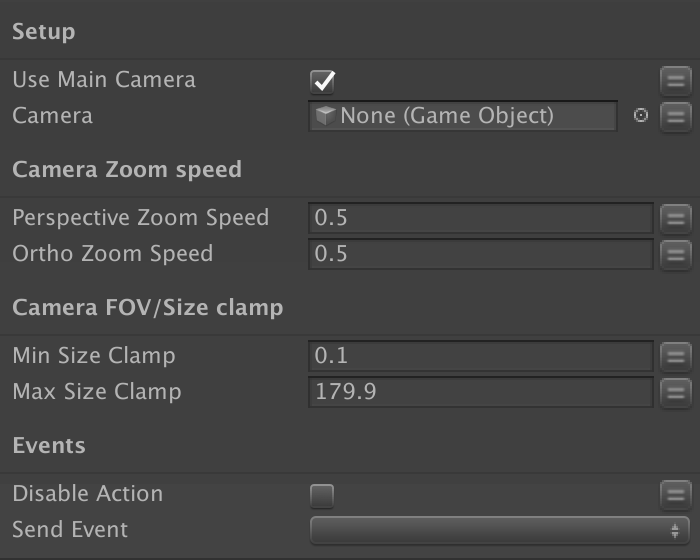 Setup
Use Main Camera
Camera None (Game Object)
Camera Zoom speed
Perspective Zoom Speed 0.5
Ortho Zoom Speed 0.5
Camera FOV/Size clamp
Min Size Clamp 0.1
Max Size Clamp 179.9
Events
Disable Action
Send Event